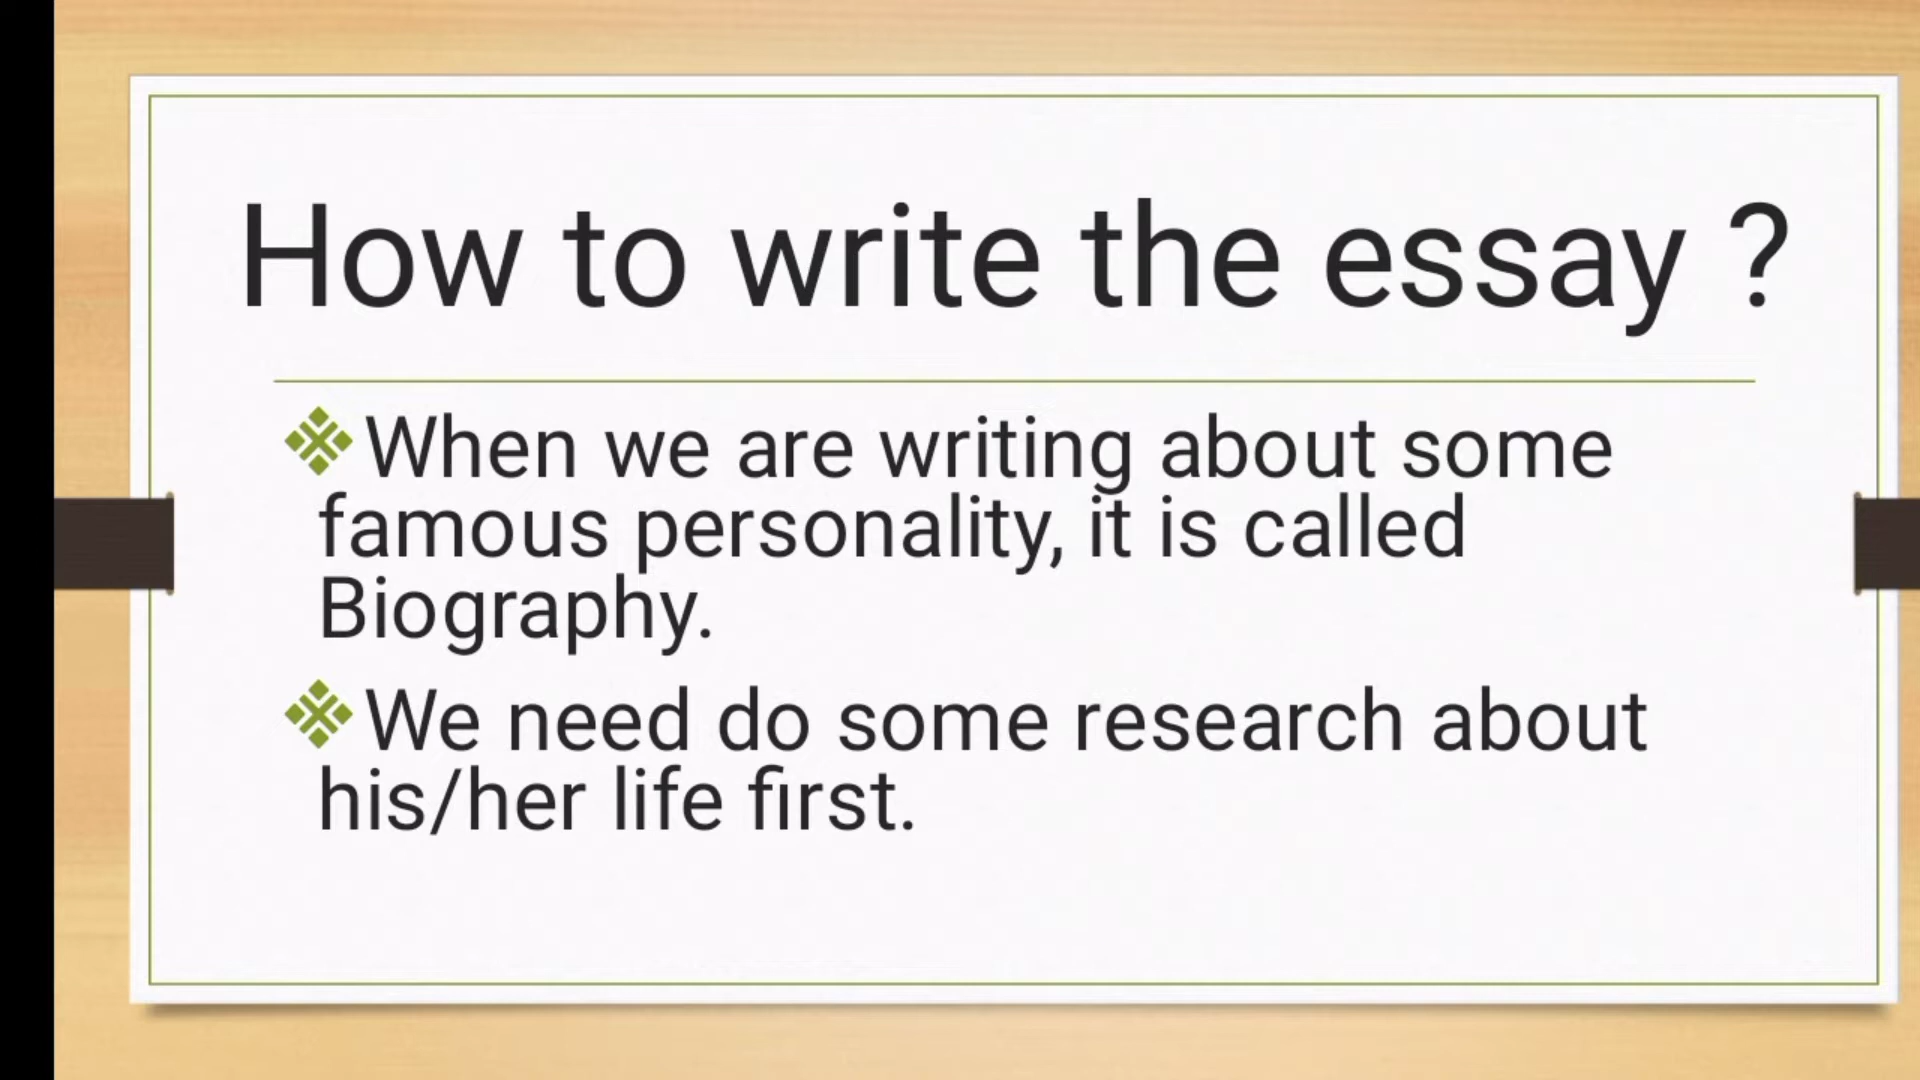 How to write the essay ?
When we are writing about some
famous personality, it is called
Biography.
We need do some research about
his/her life first.